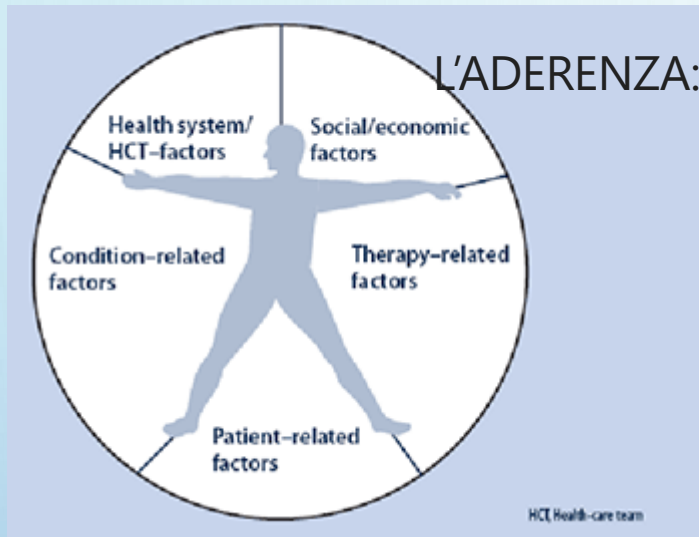 L'ADERENZA:
Health system/
HCT–factors
Social/economic
factors
Condition–related
factors
Therapy–related
factors
Patient–related
factors
HCT, Health–care team